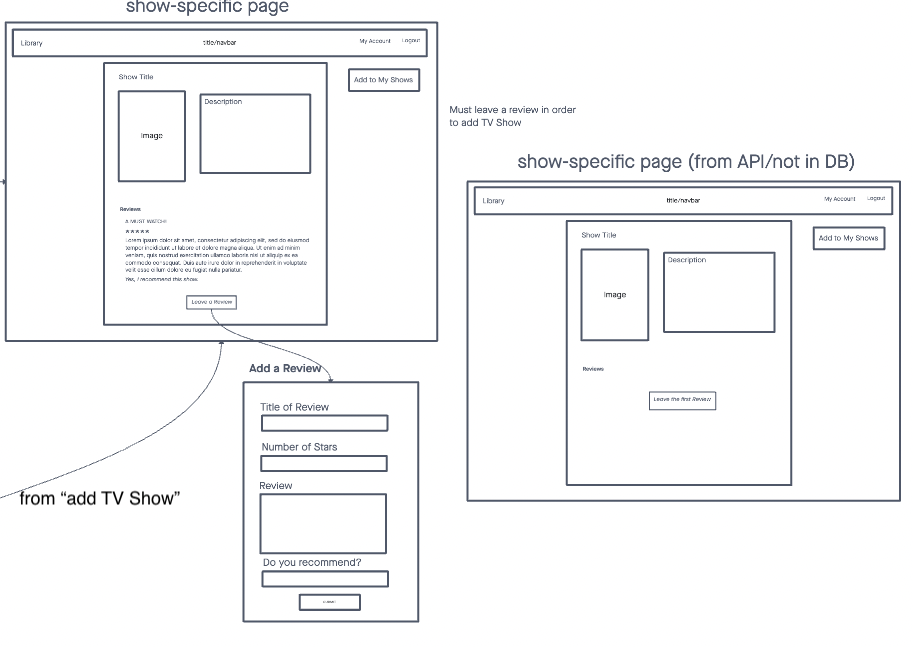 show-specific page
Library
title/navbar
My Account
Logout
Show Title
Add to My Shows
Image
Description
Reviews
A MUST WATCH!
★★★★★
Lorem ipsum dolor sit amet, consectetur adipiscing elit, sed do eiusmod
tempor incididunt ut labore et dolore magna aliqua. Ut enim ad minim
veniam, quis nostrud exercitation ullamco laboris nisi ut aliquip ex ea
commodo consequat. Duis aute irure dolor in reprehenderit in voluptate
velit esse cillum dolore eu fugiat nulla pariatur.
Yes, I recommend this show.
Leave a Review
Must leave a review in order
to add TV Show
show-specific page (from API/not in DB)
Library
title/navbar
My Account
Logout
Show Title
Add to My Shows
Image
Description
Reviews
Leave the first Review
Add a Review
Title of Review
Number of Stars
Review
Do you recommend?
from “add TV Show”